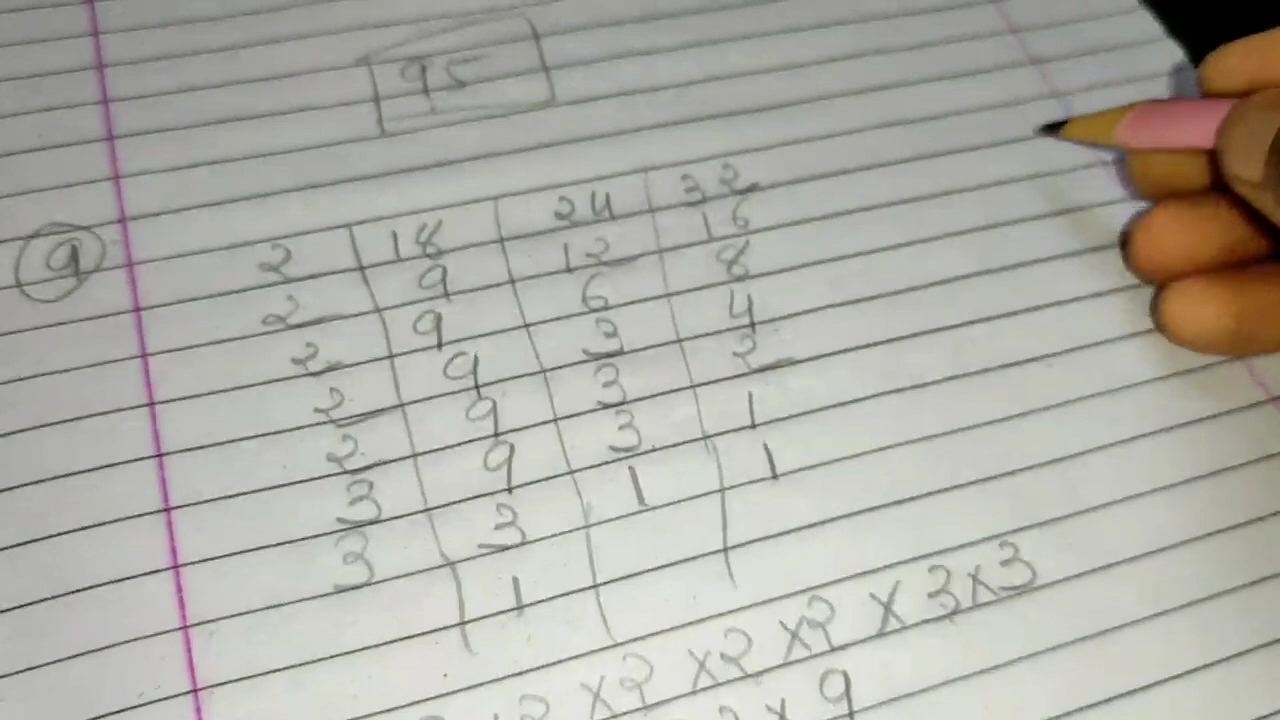 95
9 2 18 24 32
2 9 12 16
2 9 6 8
2 9 3 4
2 9 3 2
3 9 3 1
3 3 1 1
1
2 ×2 ×2 ×2 ×3×3
× 9